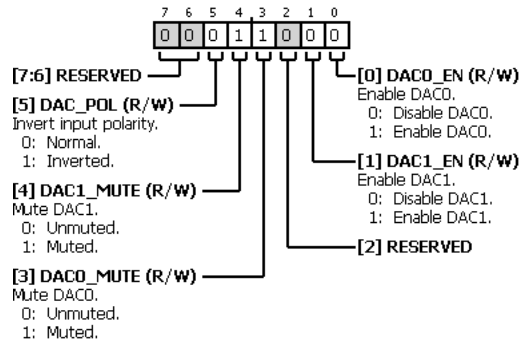 7 6 5 4 3 2 1 0
0 0 0 1 1 0 0 0
[7:6] RESERVED
[5] DAC_POL (R/W)
Invert input polarity.
0: Normal.
1: Inverted.
[4] DAC1_MUTE (R/W)
Mute DAC1.
0: Unmuted.
1: Muted.
[3] DAC0_MUTE (R/W)
Mute DAC0.
0: Unmuted.
1: Muted.
[0] DAC0_EN (R/W)
Enable DAC0.
0: Disable DAC0.
1: Enable DAC0.
[1] DAC1_EN (R/W)
Enable DAC1.
0: Disable DAC1.
1: Enable DAC1.
[2] RESERVED